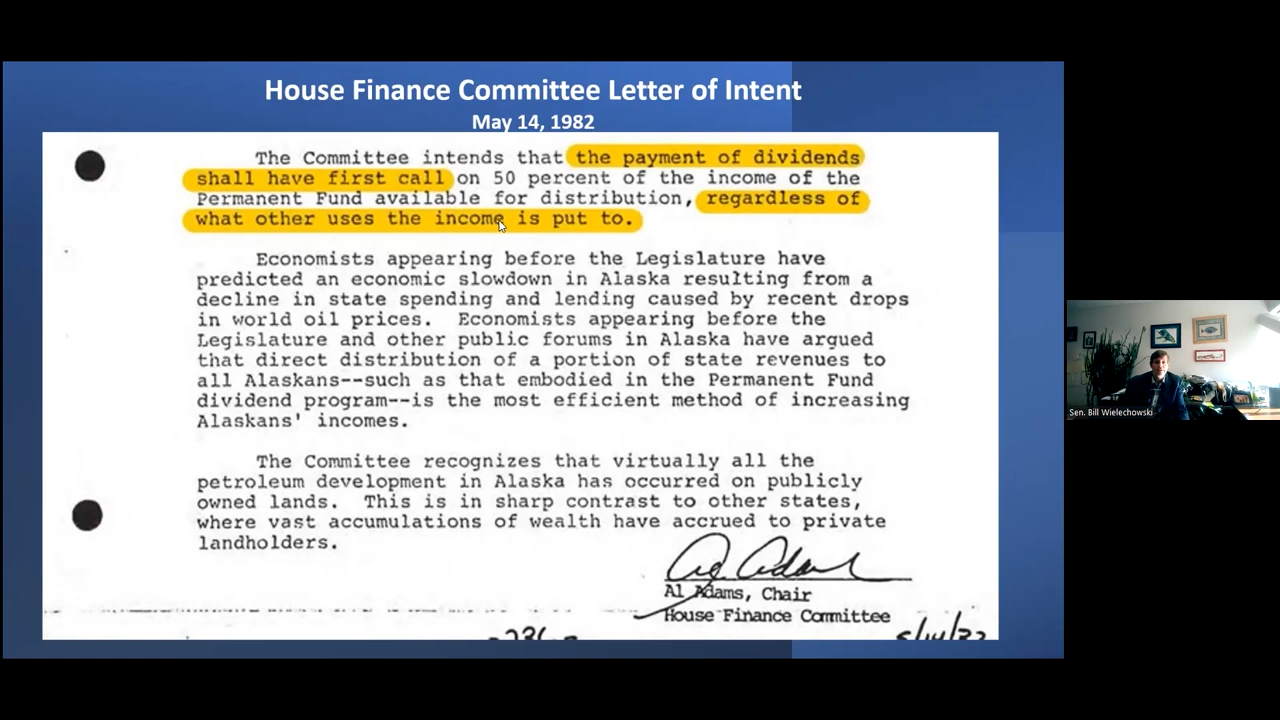 House Finance Committee Letter of Intent
May 14, 1982
The Committee intends that the payment of dividends
shall have first call on 50 percent of the income of the
Permanent Fund available for distribution, regardless of
what other uses the income is put to.
Economists appearing before the Legislature have
predicted an economic slowdown in Alaska resulting from a
decline in state spending and lending caused by recent drops
in world oil prices. Economists appearing before the
Legislature and other public forums in Alaska have argued
that direct distribution of a portion of state revenues to
all Alaskans--such as that embodied in the Permanent Fund
dividend program--is the most efficient method of increasing
Alaskans' incomes.
The Committee recognizes that virtually all the
petroleum development in Alaska has occurred on publicly
owned lands. This is in sharp contrast to other states,
where vast accumulations of wealth have accrued to private
landholders.
Al Adams
Al Adams, Chair
House Finance Committee
Sen. Bill Wielechowski